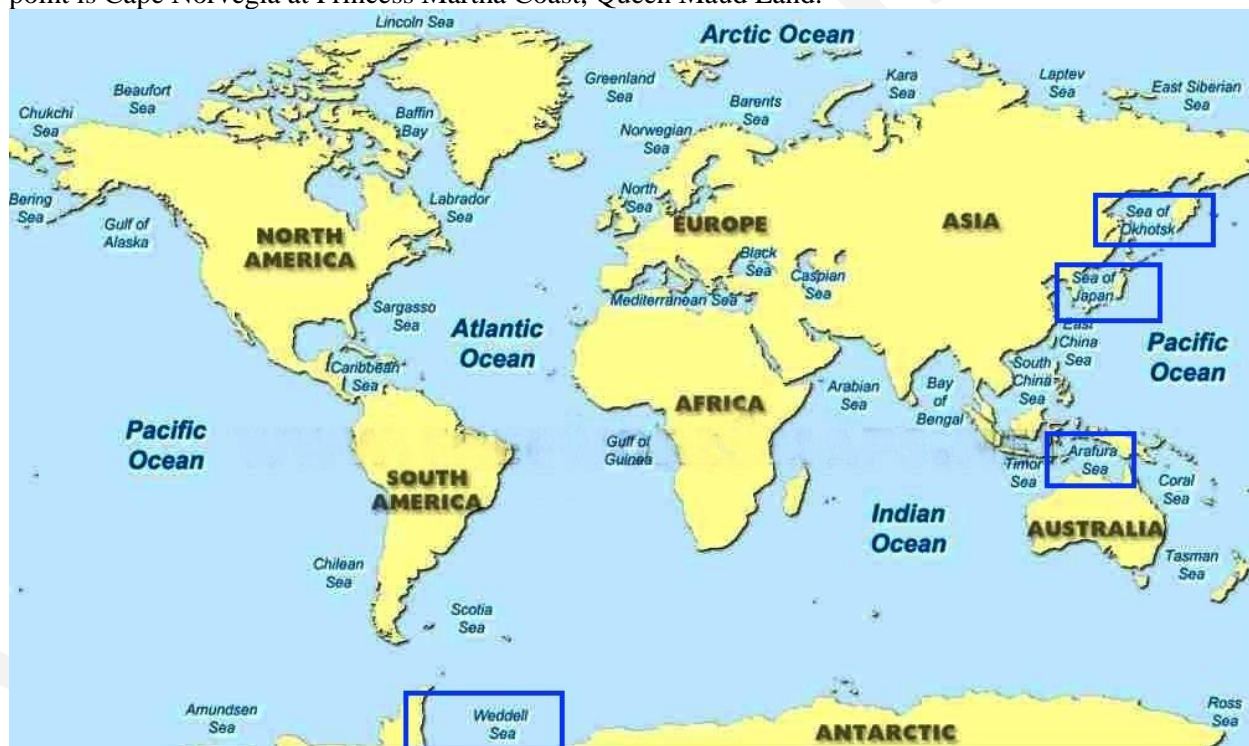 point is Cape Norvegia at Princess Martha Coast, Queen Maud Land.
Lincoln Sea
Arctic Ocean
Beaufort
Sea
Chukchi
Sea
Baffin
Bay
Greenland
Sea
Barents
Sea
Kara
Sea
Laptev
Sea
East Siberian
Sea
Norwegian
Sea
Bering
Sea
Gulf of
Alaska
Labrador
Sea
North
Sea
NORTH
AMERICA
EUROPE
ASIA
Sea of
Okhotsk
Black
Sea
Caspian
Sea
Sea of
Japan
Mediterranean Sea
Sargasso
Sea
Atlantic
Ocean
East
China
Sea
Pacific
Ocean
Caribbean
Sea
South
China
Sea
Arabian
Sea
Bay
of
Bengal
AFRICA
Pacific
Ocean
Gulf of
Guinea
Timor
Sea
Arafura
Sea
Coral
Sea
SOUTH
AMERICA
Indian
Ocean
AUSTRALIA
Chilean
Sea
Tasman
Sea
Scotia
Sea
Amundsen
Sea
Weddell
Sea
ANTARCTIC
Ross
Sea